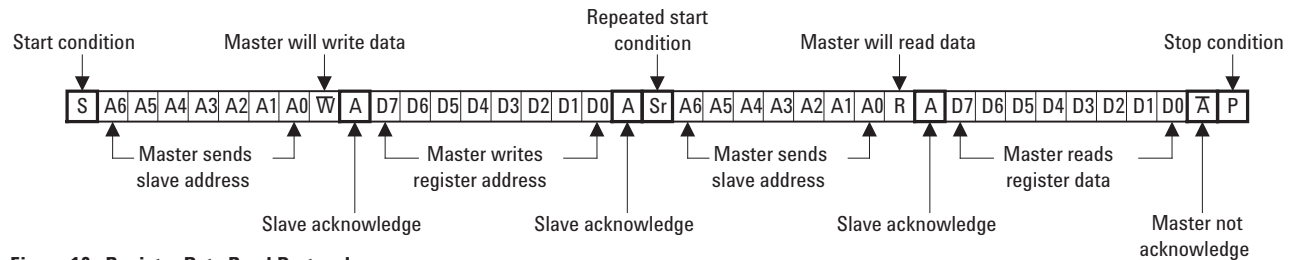 Repeated start
Start condition Master will write data condition Master will read data Stop condition
S A6 A5 A4 A3 A2 A1 A0 W̅ A D7 D6 D5 D4 D3 D2 D1 D0 A Sr A6 A5 A4 A3 A2 A1 A0 R A D7 D6 D5 D4 D3 D2 D1 D0 A̅ P
Master sends Master writes Master sends Master reads
slave address register address slave address register data
Slave acknowledge Slave acknowledge Slave acknowledge Master not
acknowledge